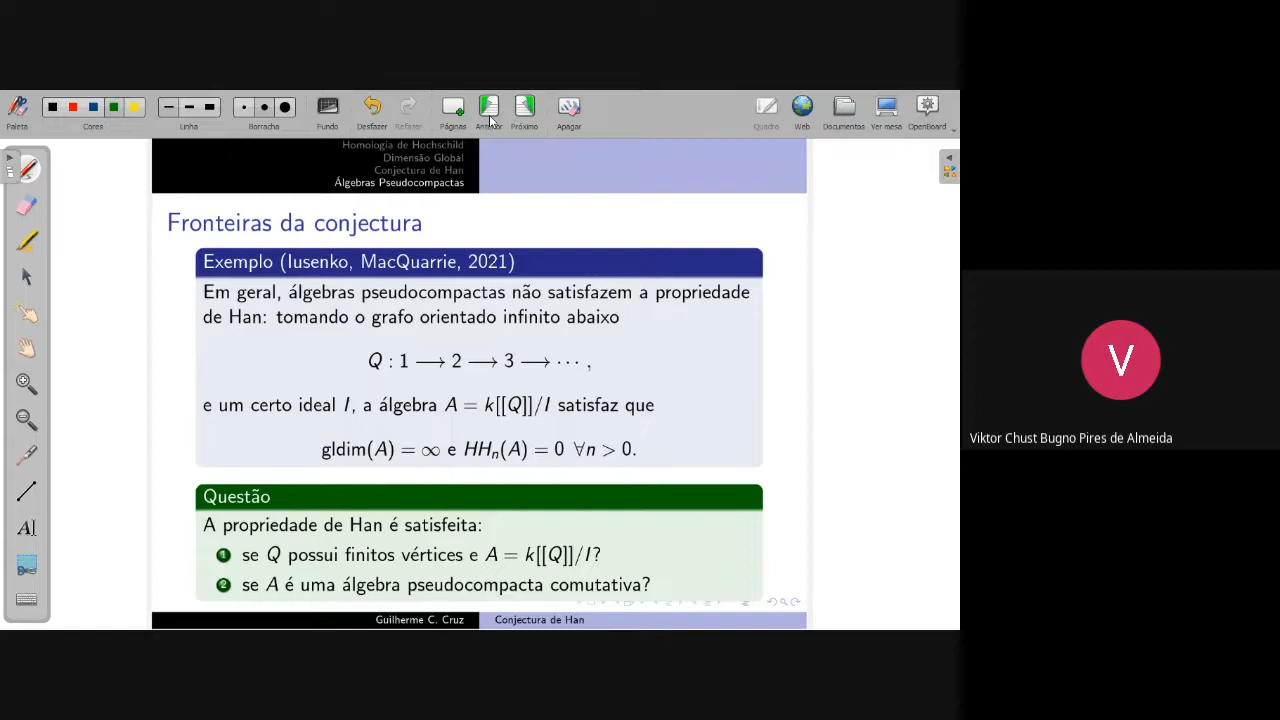 Paleta
Cores
Linha
Borracha
Fundo
Desfazer
Refazer
Páginas
Anterior
Próximo
Apagar
Quadro
Web
Documentos
Ver mesa
OpenBoard
Homologia de Hochschild
Dimensão Global
Conjectura de Han
Álgebras Pseudocompactas
Fronteiras da conjectura
Exemplo (Iusenko, MacQuarrie, 2021)
Em geral, álgebras pseudocompactas não satisfazem a propriedade
de Han: tomando o grafo orientado infinito abaixo
Q : 1 ⟶ 2 ⟶ 3 ⟶ ··· ,
e um certo ideal I, a álgebra A = k[[Q]]/I satisfaz que
gldim(A) = ∞ e HHₙ(A) = 0 ∀n > 0.
Questão
A propriedade de Han é satisfeita:
1 se Q possui finitos vértices e A = k[[Q]]/I?
2 se A é uma álgebra pseudocompacta comutativa?
Guilherme C. Cruz
Conjectura de Han
V
Viktor Chust Bugno Pires de Almeida